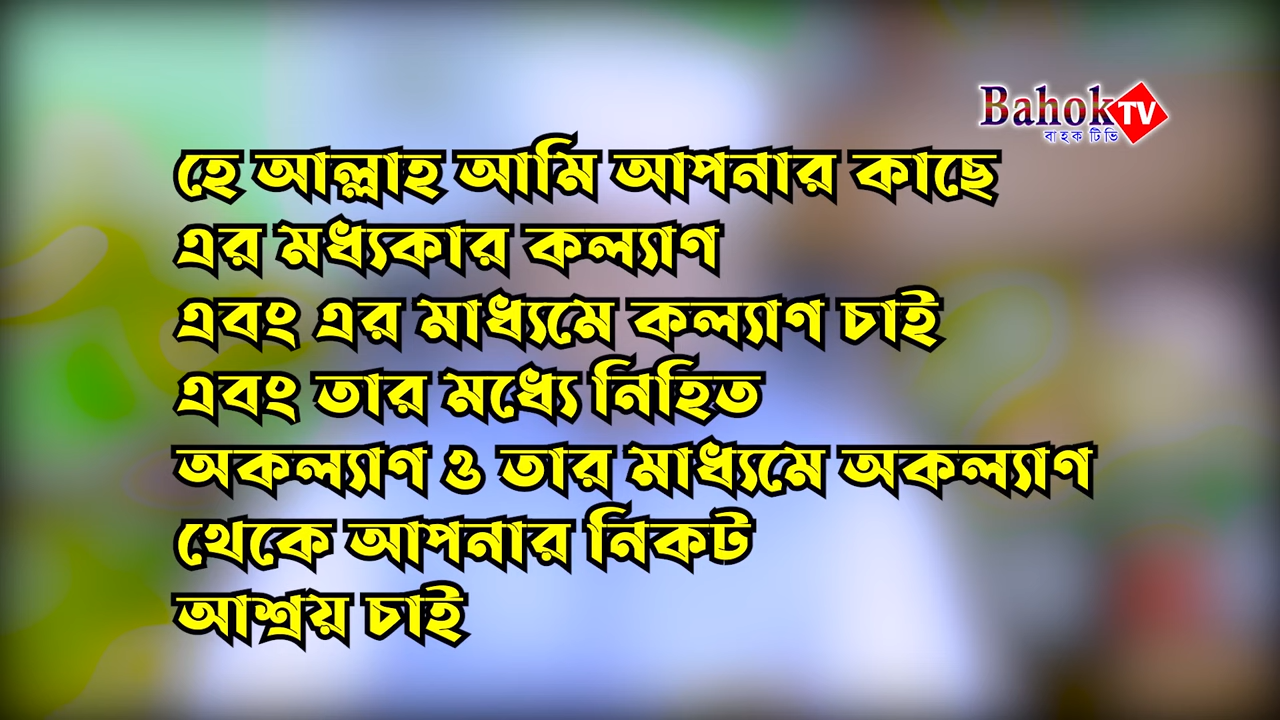 Bahok TV
বাহক টিভি
হে আল্লাহ আমি আপনার কাছে
এর মধ্যকার কল্যাণ
এবং এর মাধ্যমে কল্যাণ চাই
এবং তার মধ্যে নিহিত
অকল্যাণ ও তার মাধ্যমে অকল্যাণ
থেকে আপনার নিকট
আশ্রয় চাই